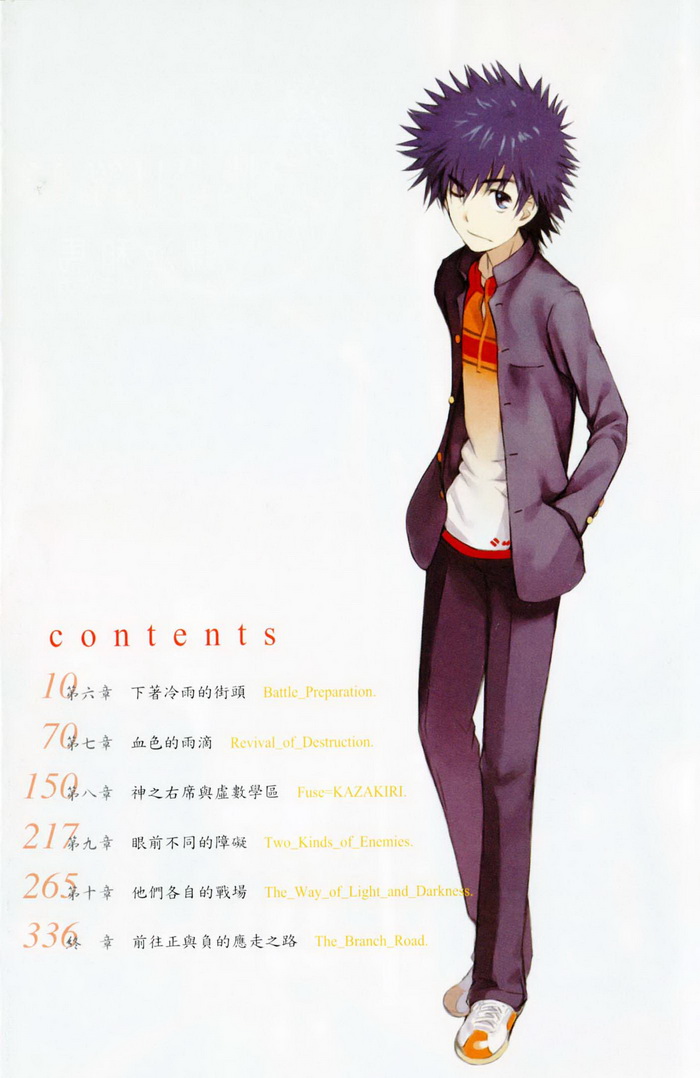 contents
10 第六章 下著冷雨的街頭 Battle_Preparation.
70 第七章 血色的雨滴 Revival_of_Destruction.
150 第八章 神之右席與虛數學區 Fuse=KAZAKIRI.
217 第九章 眼前不同的障礙 Two_Kinds_of_Enemies.
265 第十章 他們各自的戰場 The_Way_of_Light_and_Darkness.
336 終 章 前往正與負的應走之路 The_Branch_Road.